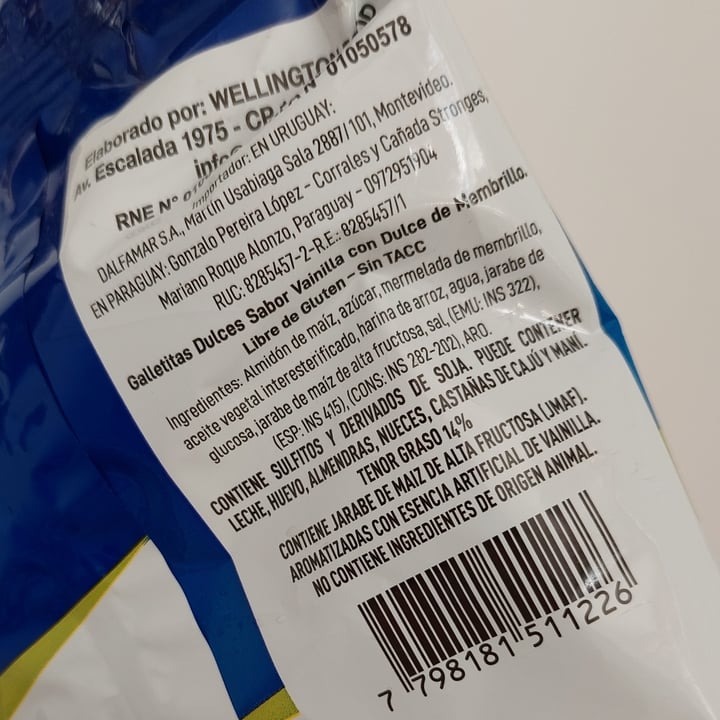 Elaborado por: WELLINGTON
Av. Escalada 1975 - CP 01050578
info
RNE N° 0
Importador: EN URUGUAY:
DALFAMAR S.A., Martín Usabiaga Sala 2887/101, Montevideo.
EN PARAGUAY: Gonzalo Pereira López - Corrales y Cañada Stronges,
Mariano Roque Alonzo, Paraguay - 0972951904
RUC: 8285457-2-R.E.: 8285457/1
Galletitas Dulces Sabor Vainilla con Dulce de Membrillo.
Libre de Gluten - Sin TACC
Ingredientes: Almidón de maíz, azúcar, mermelada de membrillo,
aceite vegetal interesterificado, harina de arroz, agua, jarabe de
glucosa, jarabe de maíz de alta fructosa, sal, (EMU: INS 322),
(ESP: INS 415), (CONS: INS 282-202), ARO.
CONTIENE SULFITOS Y DERIVADOS DE SOJA. PUEDE CONTENER
LECHE, HUEVO, ALMENDRAS, NUECES, CASTAÑAS DE CAJÚ Y MANÍ.
TENOR GRASO 14%
CONTIENE JARABE DE MAIZ DE ALTA FRUCTOSA (JMAF).
AROMATIZADAS CON ESENCIA ARTIFICIAL DE VAINILLA.
NO CONTIENE INGREDIENTES DE ORIGEN ANIMAL.
7 798181 511226